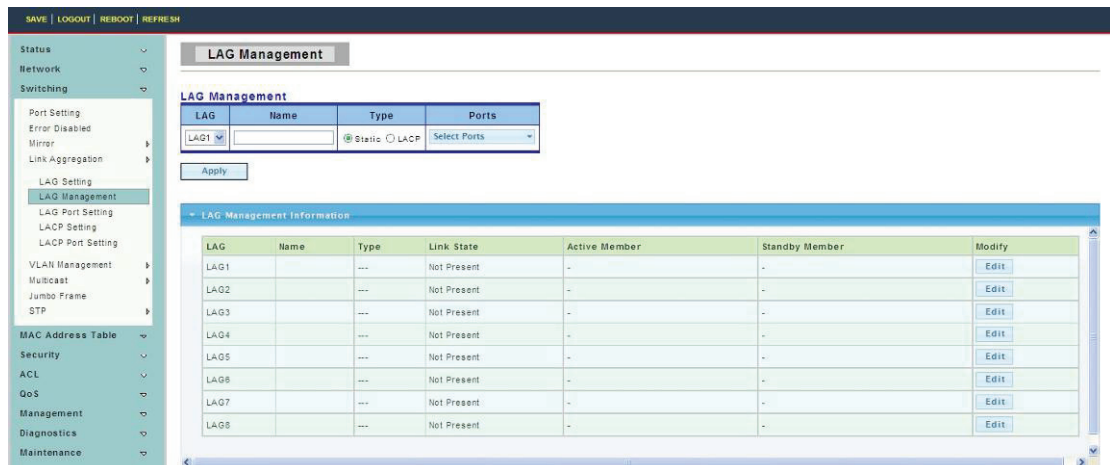 SAVE | LOGOUT | REBOOT | REFRESH
Status
Network
Switching
Port Setting
Error Disabled
Mirror
Link Aggregation
LAG Setting
LAG Management
LAG Port Setting
LACP Setting
LACP Port Setting
VLAN Management
Multicast
Jumbo Frame
STP
MAC Address Table
Security
ACL
QoS
Management
Diagnostics
Maintenance
LAG Management
LAG Management
LAG Name Type Ports
LAG1 Static LACP Select Ports
Apply
LAG Management Information
LAG Name Type Link State Active Member Standby Member Modify
LAG1 --- Not Present - - Edit
LAG2 --- Not Present - - Edit
LAG3 --- Not Present - - Edit
LAG4 --- Not Present - - Edit
LAG5 --- Not Present - - Edit
LAG6 --- Not Present - - Edit
LAG7 --- Not Present - - Edit
LAG8 --- Not Present - - Edit